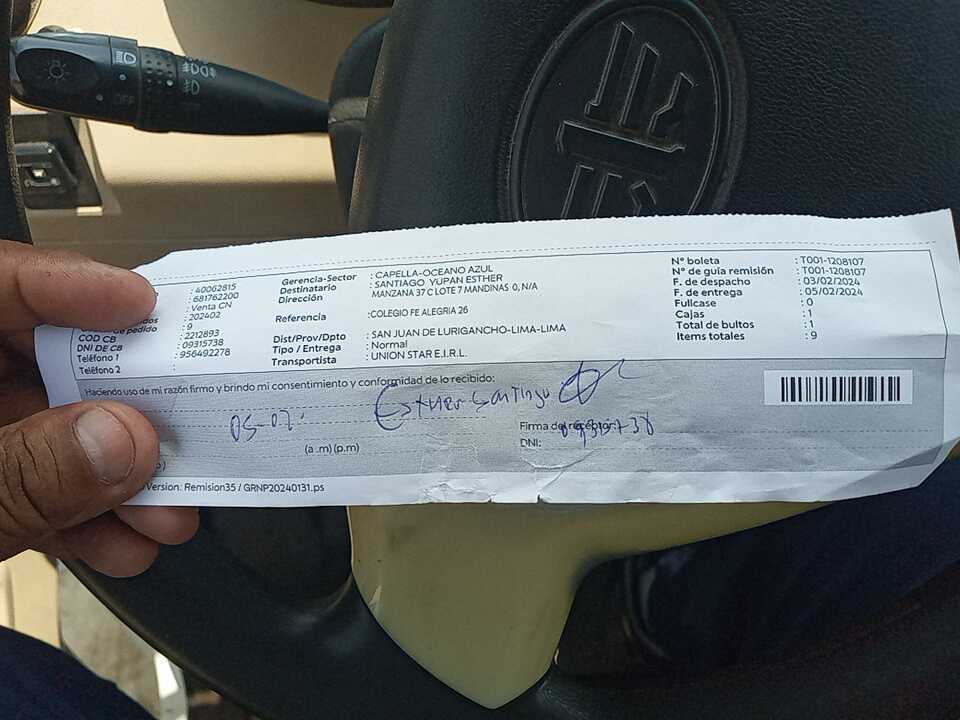 : 40062815
: 681762200
: Venta CN
: 202402
de pedido : 9
COD CB : 2212893
DNI DE CB : 09315738
Teléfono 1 : 956492278
Teléfono 2 :
Gerencia-Sector : CAPELLA-OCEANO AZUL
Destinatario : SANTIAGO YUPAN ESTHER
Dirección MANZANA 37 C LOTE 7 MANDINAS 0, N/A
Referencia : COLEGIO FE ALEGRIA 26
Dist/Prov/Dpto : SAN JUAN DE LURIGANCHO-LIMA-LIMA
Tipo / Entrega : Normal
Transportista : UNION STAR E.I.R.L.
N° boleta : T001-1208107
N° de guía remisión : T001-1208107
F. de despacho : 03/02/2024
F. de entrega : 05/02/2024
Fullcase : 0
Cajas : 1
Total de bultos : 1
Items totales : 9
Haciendo uso de mi razón firmo y brindo mi consentimiento y conformidad de lo recibido:
05-02. Esther Santiago
Firma del receptor:
(a .m) (p.m) DNI:
Version: Remision35 / GRNP20240131.ps
OFF